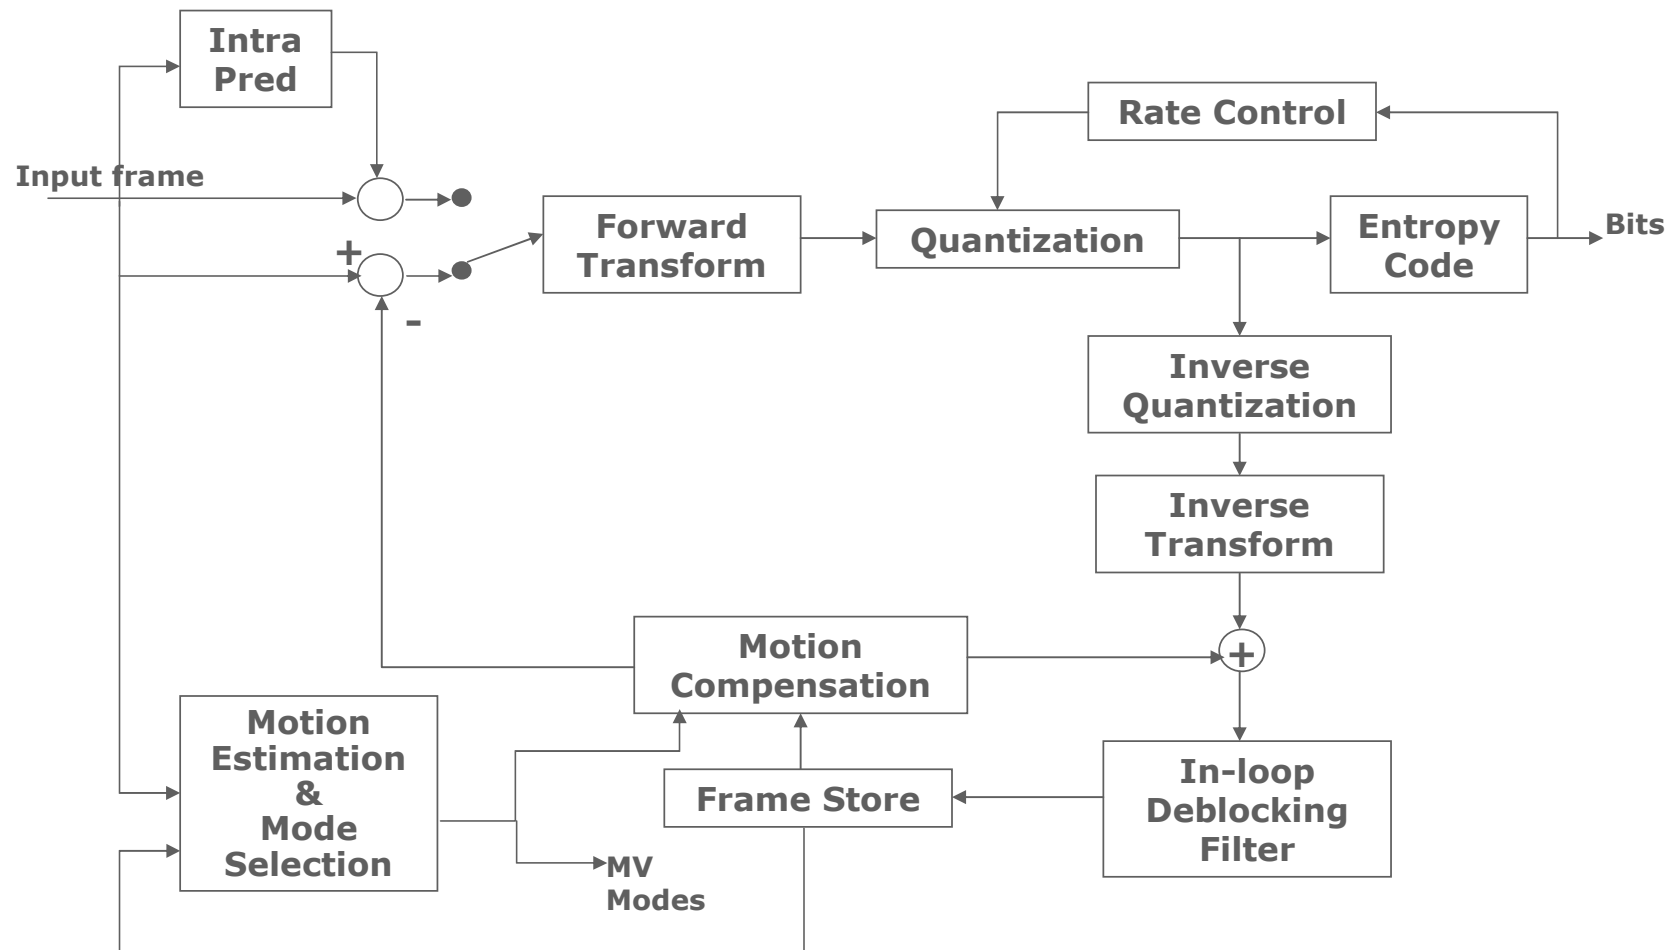 Intra
Pred
Rate Control
Input frame
Forward
Transform
Quantization
Entropy
Code
Bits
+
-
Inverse
Quantization
Inverse
Transform
Motion
Compensation
+
Motion
Estimation
&
Mode
Selection
Frame Store
In-loop
Deblocking
Filter
MV
Modes